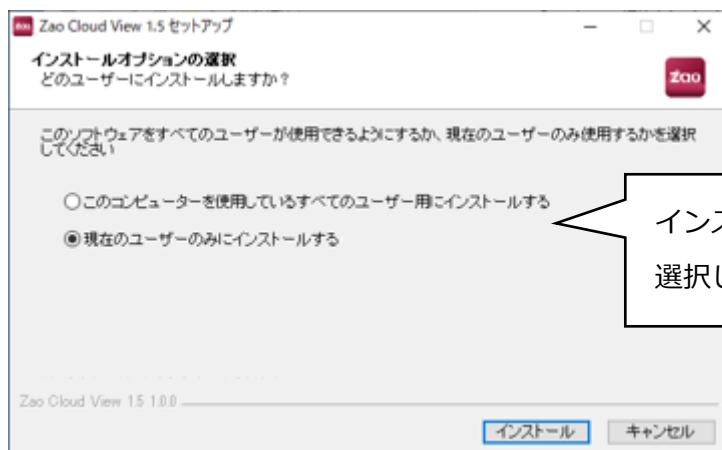 Zao Cloud View 1.5 セットアップ
インストールオプションの選択
どのユーザーにインストールしますか？
zao
このソフトウェアをすべてのユーザーが使用できるようにするか、現在のユーザーのみ使用するかを選択
してください
このコンピューターを使用しているすべてのユーザー用にインストールする
現在のユーザーのみにインストールする
インス
選択し
Zao Cloud View 1.5 1.0.0
インストール
キャンセル